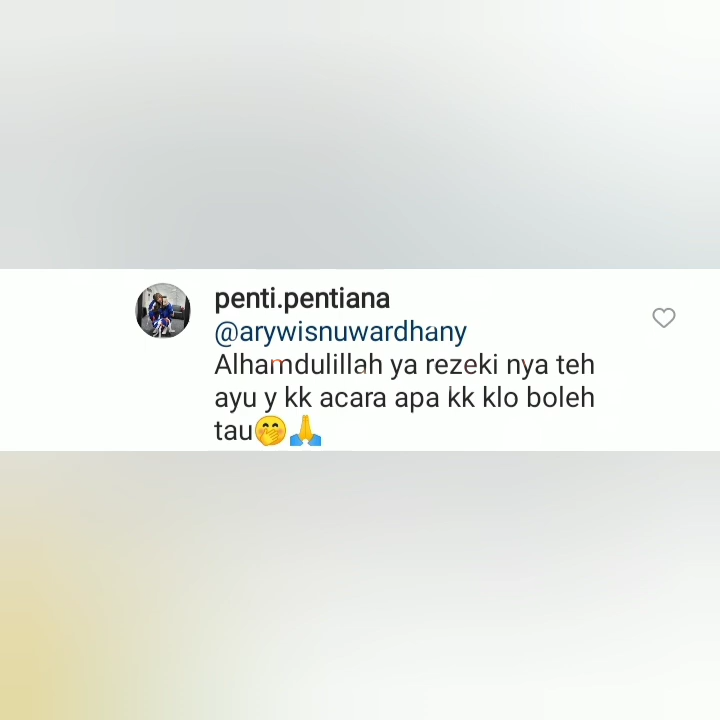 penti.pentiana
@arywisnuwardhany
Alhamdulillah ya rezeki nya teh
ayu y kk acara apa kk klo boleh
tau🤭🙏